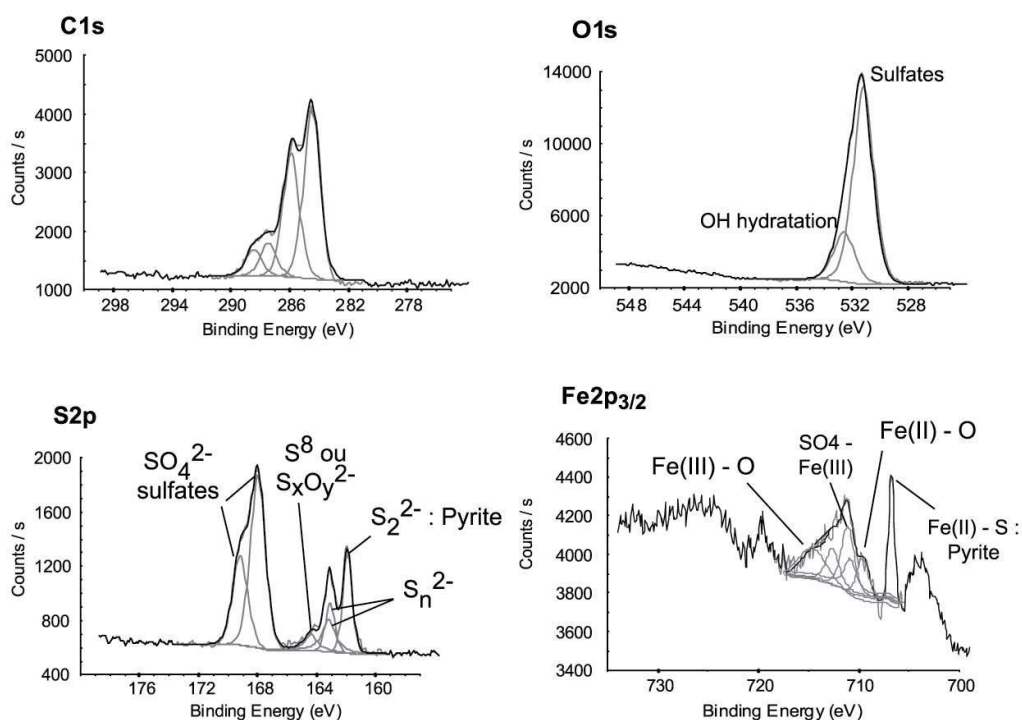 C1s
5000
4000
3000
2000
1000
Counts / s
298 294 290 286 282 278
Binding Energy (eV)
O1s
14000
10000
6000
2000
Counts / s
Sulfates
OH hydratation
548 544 540 536 532 528
Binding Energy (eV)
S2p
2000
1600
1200
800
400
Counts / s
SO₄²⁻
sulfates
S⁸ ou
SₓOy²⁻
S₂²⁻ : Pyrite
Sₙ²⁻
176 172 168 163 160
Binding Energy (eV)
Fe2p₃/₂
4600
4400
4200
4000
3800
3600
3400
Counts / s
Fe(III) - O
SO4 -
Fe(III)
Fe(II) - O
Fe(II) - S :
Pyrite
730 720 710 700
Binding Energy (eV)